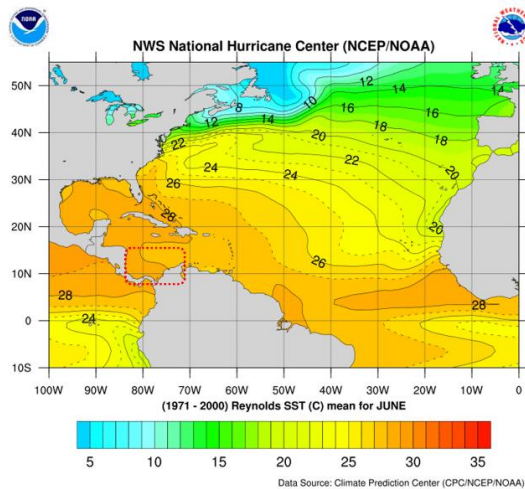 NOAA
NWS National Hurricane Center (NCEP/NOAA)
50N
40N
30N
20N
10N
0
10S
12
14
10
8
12
14
16
14
16
18
20
18
22
22
20
24
24
26
28
20
26
28
28
24
100W 90W 80W 70W 60W 50W 40W 30W 20W 10W 0
(1971 - 2000) Reynolds SST (C) mean for JUNE
5 10 15 20 25 30 35
Data Source: Climate Prediction Center (CPC/NCEP/NOAA)